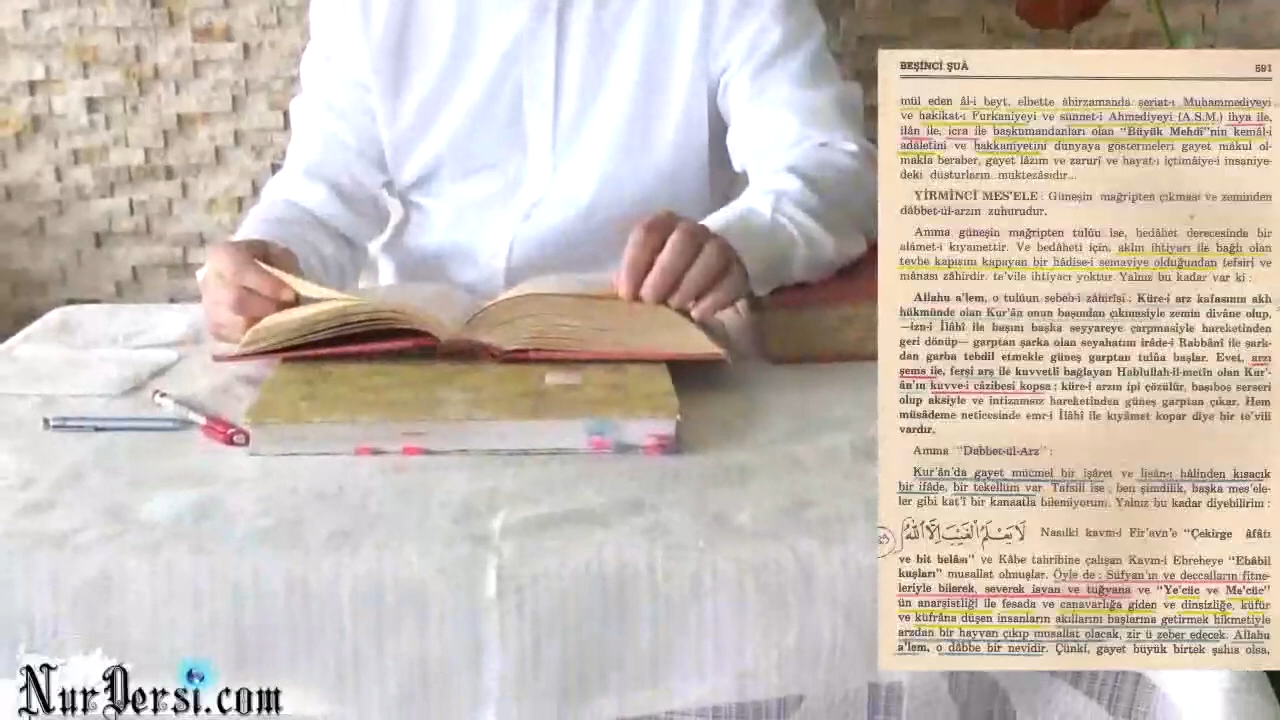 BEŞİNCİ ŞUÂ 591
mül eden âl-i beyt, elbette âhirzamanda şeriat-ı Muhammediyeyi
ve hakikat-ı Furkaniyeyi ve sünnet-i Ahmediyeyi (A.S.M.) ihya ile,
ilân ile, icra ile başkumandanları olan "Büyük Mehdî"nin kemâl-i
adaletini ve hakkaniyetini dünyaya göstermeleri gayet mâkul ol-
makla beraber, gayet lâzım ve zarurî ve hayat-ı içtimâiye-i insaniye-
deki düsturların muktezâsıdır...
YİRMİNCİ MES'ELE : Güneşin mağripten çıkması ve zeminden
dâbbet-ül-arzın zuhurudur.
Amma güneşin mağripten tulûu ise, bedâhet derecesinde bir
alâmet-i kıyamettir. Ve bedâheti için, aklın ihtiyarı ile bağlı olan
tevbe kapısını kapayan bir hâdise-i semaviye olduğundan tefsiri ve
mânası zâhirdir, te'vile ihtiyacı yoktur. Yalnız bu kadar var ki :
Allahu a'lem, o tulûun sebeb-i zâhirîsi : Küre-i arz kafasının aklı
hükmünde olan Kur'ân onun başından çıkmasiyle zemin divâne olup,
—izn-i İlâhî ile başını başka seyyareye çarpmasiyle hareketinden
geri dönüp— garptan şarka olan seyahatını irâde-i Rabbânî ile şark-
dan garba tebdil etmekle güneş garptan tulûa başlar. Evet, arzı
şems ile, ferşi arş ile kuvvetli bağlayan Hablullah-il-metîn olan Kur'-
ân'ın kuvve-i câzibesi kopsa; küre-i arzın ipi çözülür, başıboş serseri
olup aksiyle ve intizamsız hareketinden güneş garptan çıkar. Hem
müsâdeme neticesinde emr-i İlâhî ile kıyâmet kopar diye bir te'vili
vardır.
Amma "Dabbet-ül-Arz" :
Kur'ân'da gayet mücmel bir işâret ve lisân-ı hâlinden kısacık
bir ifâde, bir tekellüm var. Tafsili ise, ben şimdilik, başka mes'ele-
ler gibi kat'î bir kanaatla bilemiyorum. Yalnız bu kadar diyebilirim :
لَا يَعْلَمُ الْغَيْبَ اِلَّا اللّٰهُ Nasılki kavm-i Fir'avn'e "Çekirge âfâtı
ve bit belâsı" ve Kâbe tahribine çalışan Kavm-i Ebreheye "Ebâbil
kuşları" musallat olmuşlar. Öyle de : Süfyan'ın ve deccalların fitne-
leriyle bilerek, severek isyan ve tuğyana ve "Ye'cüc ve Me'cüc"
ün anarşistliği ile fesada ve canavarlığa giden ve dinsizliğe, küfür
ve küfrâna düşen insanların akıllarını başlarına getirmek hikmetiyle
arzdan bir hayvan çıkıp musallat olacak, zîr ü zeber edecek. Allahu
a'lem, o dâbbe bir nevidir. Çünki, gayet büyük birtek şahıs olsa,
NurDersi.com